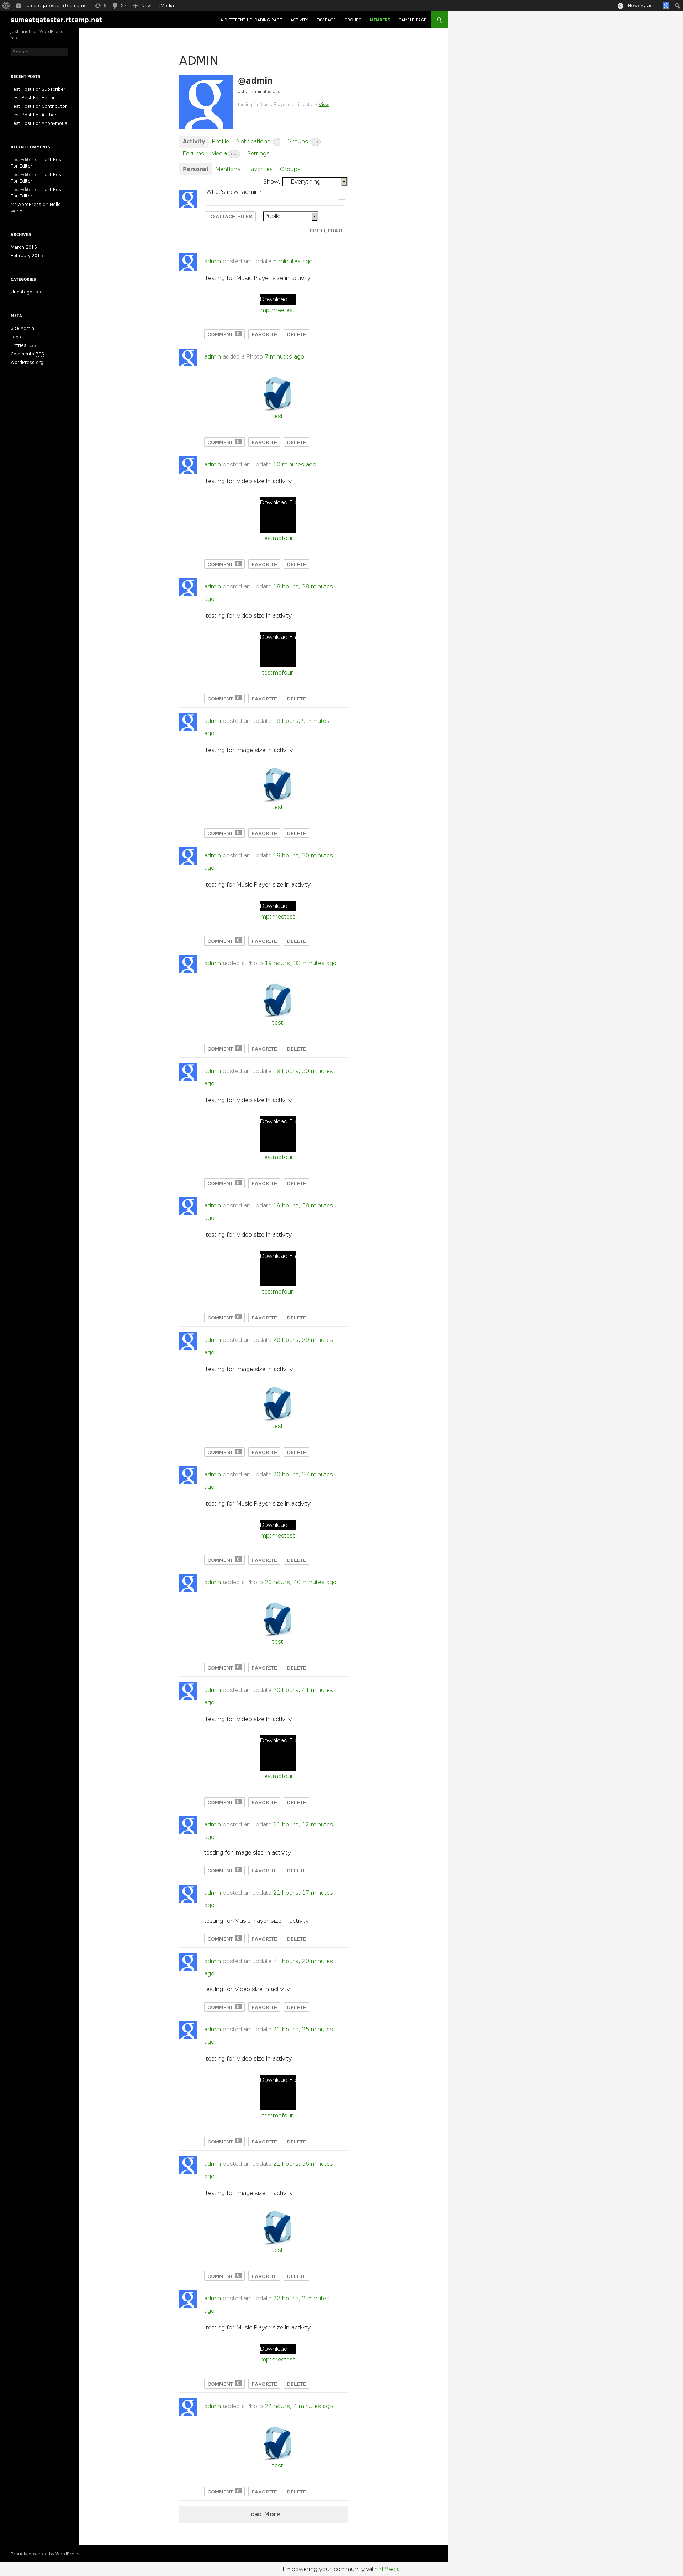 sumeetqatester.rtcamp.net 6 27 New rtMedia
Howdy, admin
sumeetqatester.rtcamp.net
A DIFFERENT UPLOADING PAGE ACTIVITY FAV PAGE GROUPS MEMBERS SAMPLE PAGE
Just another WordPress
site
Search ...
RECENT POSTS
Test Post For Subscriber
Test Post For Editor
Test Post For Contributor
Test Post For Author
Test Post For Anonymous
RECENT COMMENTS
TestEditor on Test Post
For Editor
TestEditor on Test Post
For Editor
TestEditor on Test Post
For Editor
Mr WordPress on Hello
world!
ARCHIVES
March 2015
February 2015
CATEGORIES
Uncategorized
META
Site Admin
Log out
Entries RSS
Comments RSS
WordPress.org
ADMIN
@admin
active 2 minutes ago
testing for Music Player size in activity View
Activity Profile Notifications Groups
Forums Media Settings
Personal Mentions Favorites Groups
Show: — Everything —
What's new, admin?
ATTACH FILES Public
POST UPDATE
admin posted an update 5 minutes ago
testing for Music Player size in activity
Download
mpthreetest
COMMENT 0 FAVORITE DELETE
admin added a Photo 7 minutes ago
test
COMMENT 0 FAVORITE DELETE
admin posted an update 10 minutes ago
testing for Video size in activity
Download File
testmpfour
COMMENT 0 FAVORITE DELETE
admin posted an update 18 hours, 28 minutes
ago
testing for Video size in activity
Download File
testmpfour
COMMENT 0 FAVORITE DELETE
admin posted an update 19 hours, 9 minutes
ago
testing for image size in activity
test
COMMENT 0 FAVORITE DELETE
admin posted an update 19 hours, 30 minutes
ago
testing for Music Player size in activity
Download
mpthreetest
COMMENT 0 FAVORITE DELETE
admin added a Photo 19 hours, 33 minutes ago
test
COMMENT 0 FAVORITE DELETE
admin posted an update 19 hours, 50 minutes
ago
testing for Video size in activity
Download File
testmpfour
COMMENT 0 FAVORITE DELETE
admin posted an update 19 hours, 58 minutes
ago
testing for Video size in activity
Download File
testmpfour
COMMENT 0 FAVORITE DELETE
admin posted an update 20 hours, 29 minutes
ago
testing for image size in activity
test
COMMENT 0 FAVORITE DELETE
admin posted an update 20 hours, 37 minutes
ago
testing for Music Player size in activity
Download
mpthreetest
COMMENT 0 FAVORITE DELETE
admin added a Photo 20 hours, 40 minutes ago
test
COMMENT 0 FAVORITE DELETE
admin posted an update 20 hours, 41 minutes
ago
testing for Video size in activity
Download File
testmpfour
COMMENT 0 FAVORITE DELETE
admin posted an update 21 hours, 12 minutes
ago
testing for image size in activity
COMMENT 0 FAVORITE DELETE
admin posted an update 21 hours, 17 minutes
ago
testing for Music Player size in activity
COMMENT 0 FAVORITE DELETE
admin posted an update 21 hours, 20 minutes
ago
testing for Video size in activity
COMMENT 0 FAVORITE DELETE
admin posted an update 21 hours, 25 minutes
ago
testing for Video size in activity
Download File
testmpfour
COMMENT 0 FAVORITE DELETE
admin posted an update 21 hours, 56 minutes
ago
testing for image size in activity
test
COMMENT 0 FAVORITE DELETE
admin posted an update 22 hours, 2 minutes
ago
testing for Music Player size in activity
Download
mpthreetest
COMMENT 0 FAVORITE DELETE
admin added a Photo 22 hours, 4 minutes ago
test
COMMENT 0 FAVORITE DELETE
Load More
Proudly powered by WordPress
Empowering your community with rtMedia